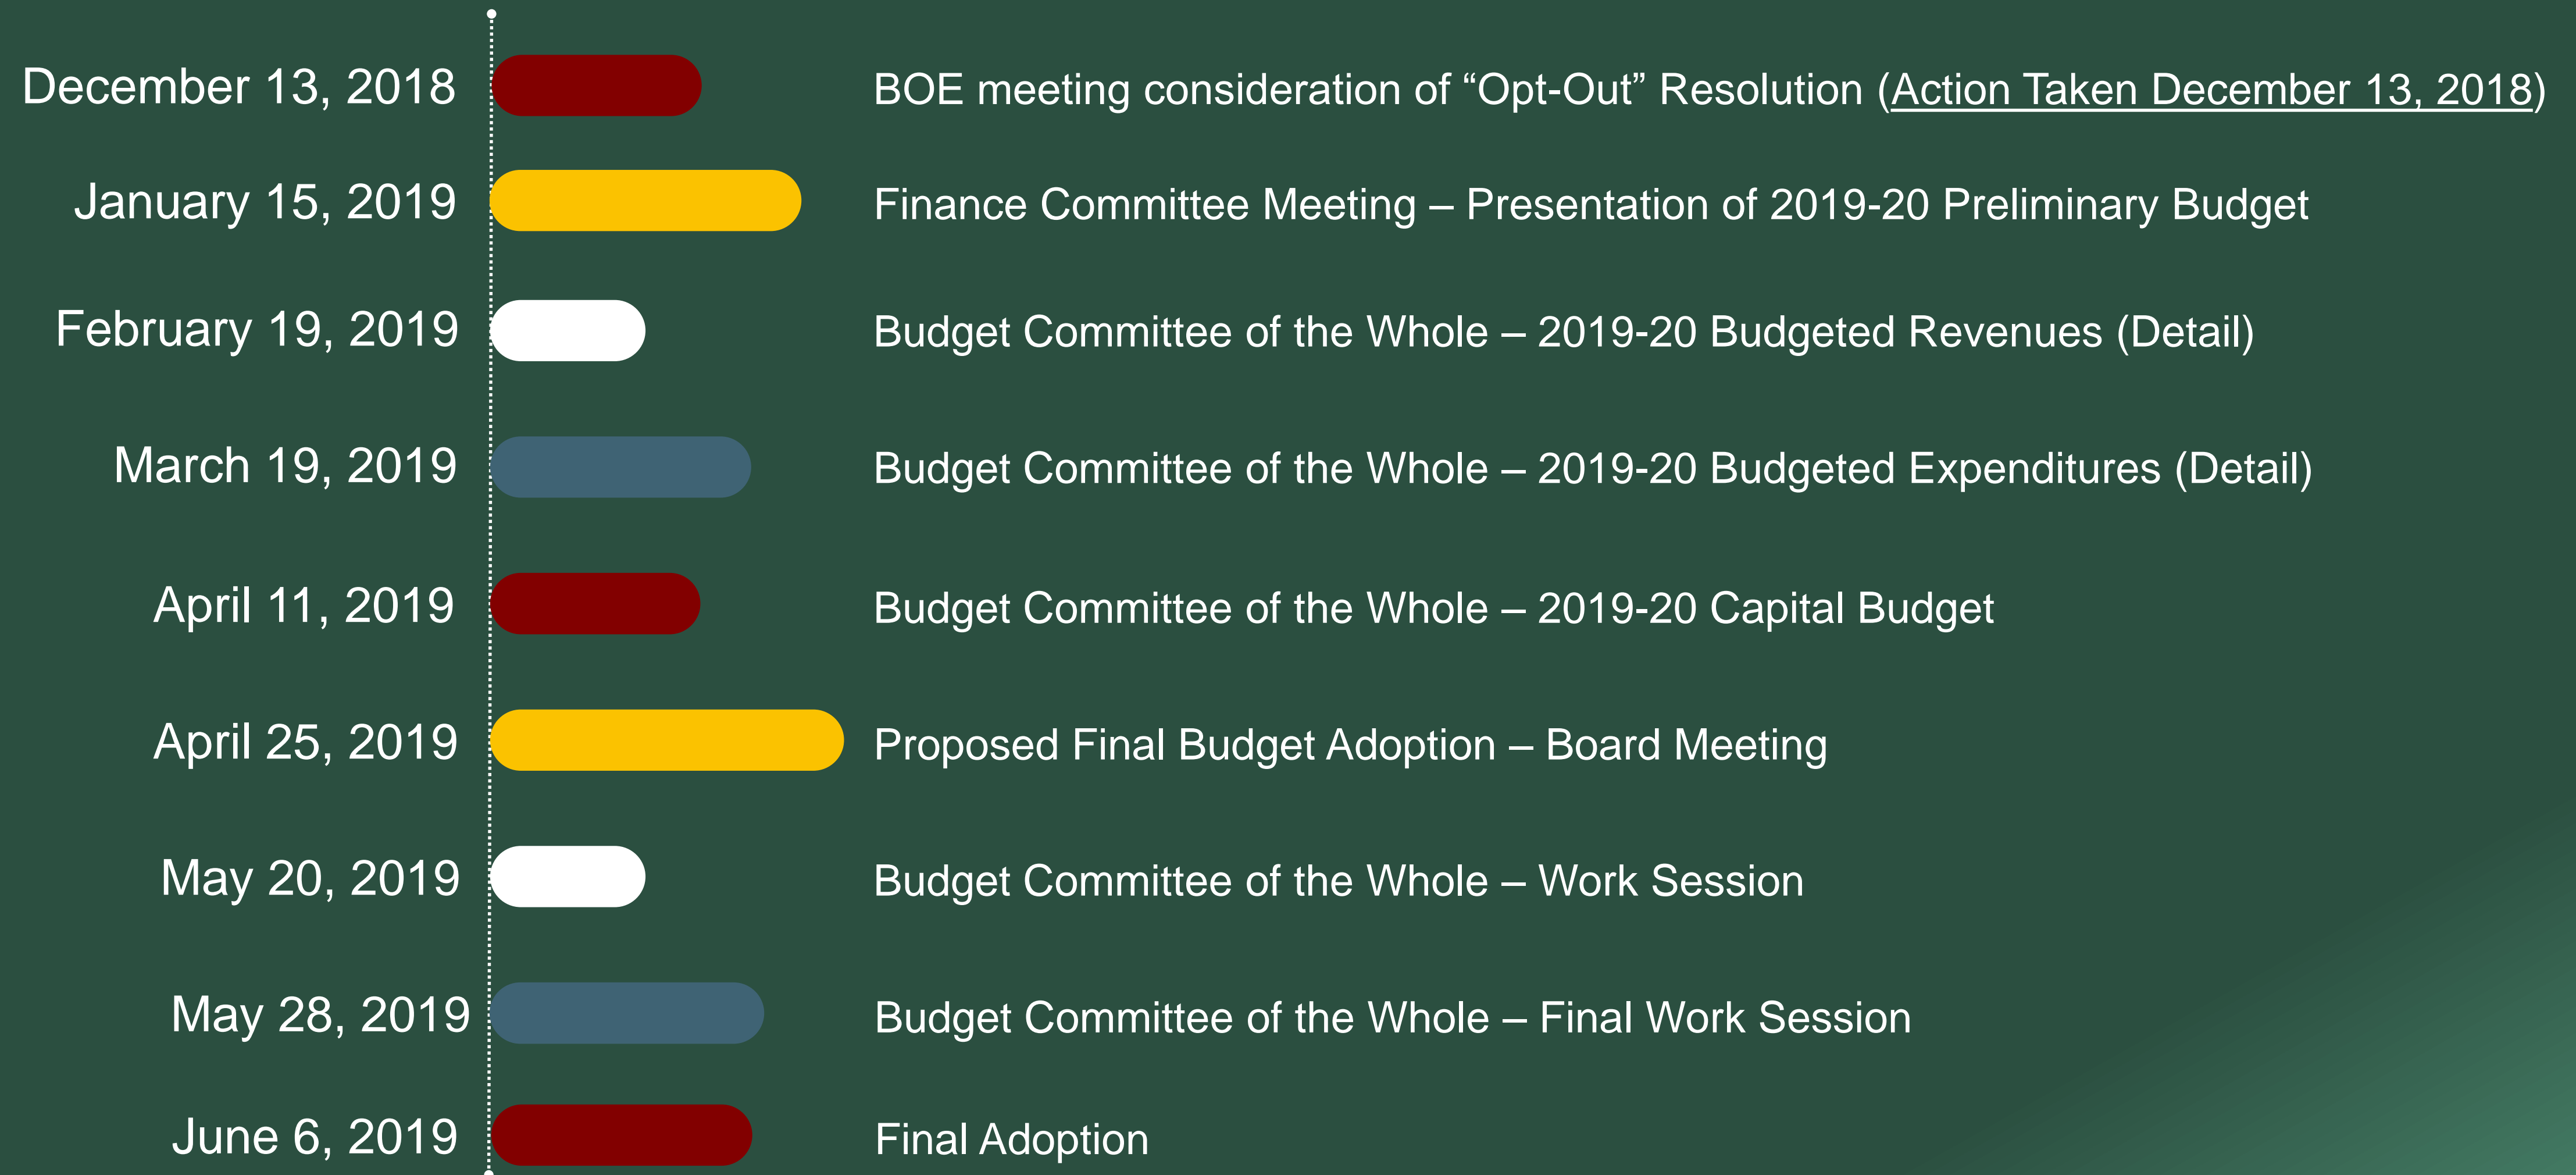 December 13, 2018 BOE meeting consideration of “Opt-Out” Resolution (Action Taken December 13, 2018)
January 15, 2019 Finance Committee Meeting – Presentation of 2019-20 Preliminary Budget
February 19, 2019 Budget Committee of the Whole – 2019-20 Budgeted Revenues (Detail)
March 19, 2019 Budget Committee of the Whole – 2019-20 Budgeted Expenditures (Detail)
April 11, 2019 Budget Committee of the Whole – 2019-20 Capital Budget
April 25, 2019 Proposed Final Budget Adoption – Board Meeting
May 20, 2019 Budget Committee of the Whole – Work Session
May 28, 2019 Budget Committee of the Whole – Final Work Session
June 6, 2019 Final Adoption